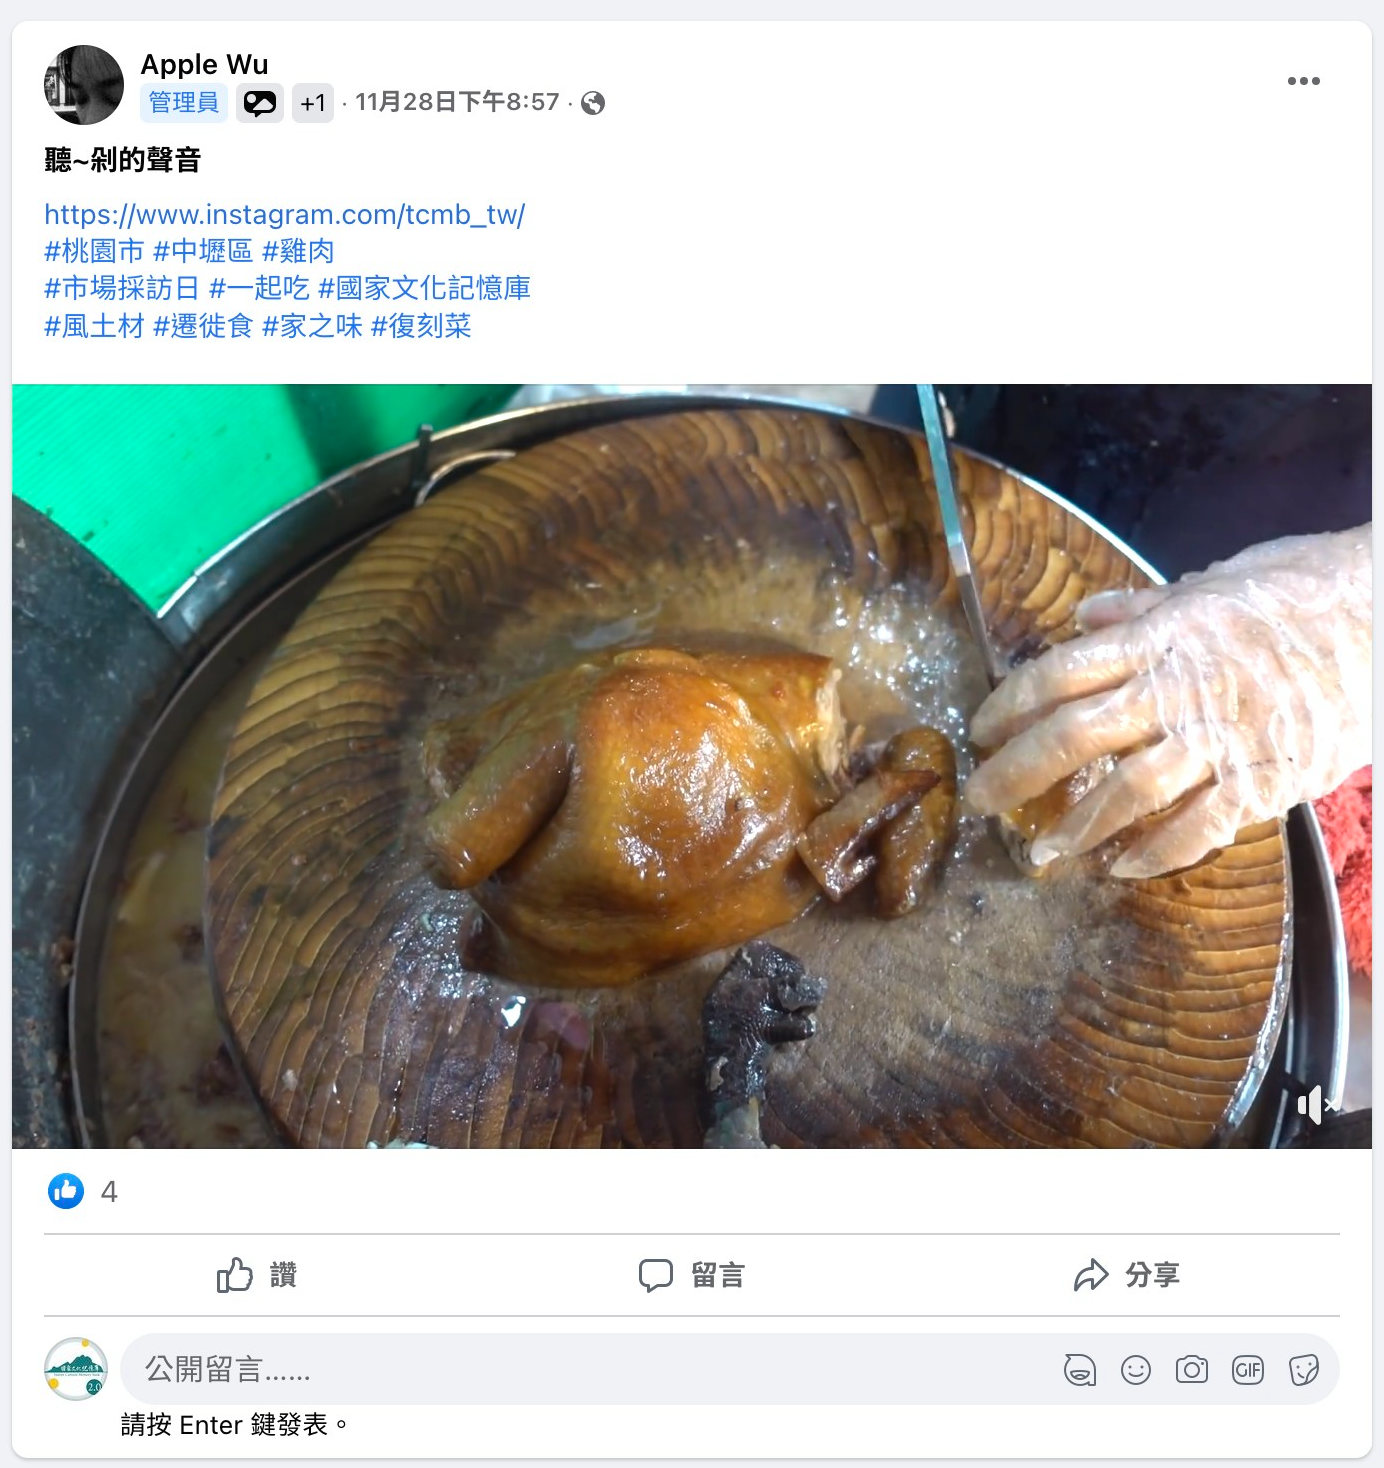 Apple Wu
管理員 +1 · 11月28日下午8:57 ·
聽~剁的聲音
https://www.instagram.com/tcmb_tw/
#桃園市 #中壢區 #雞肉
#市場採訪日 #一起吃 #國家文化記憶庫
#風土材 #遷徙食 #家之味 #復刻菜
4
讚
留言
分享
公開留言……
GIF
2.0
請按 Enter 鍵發表。